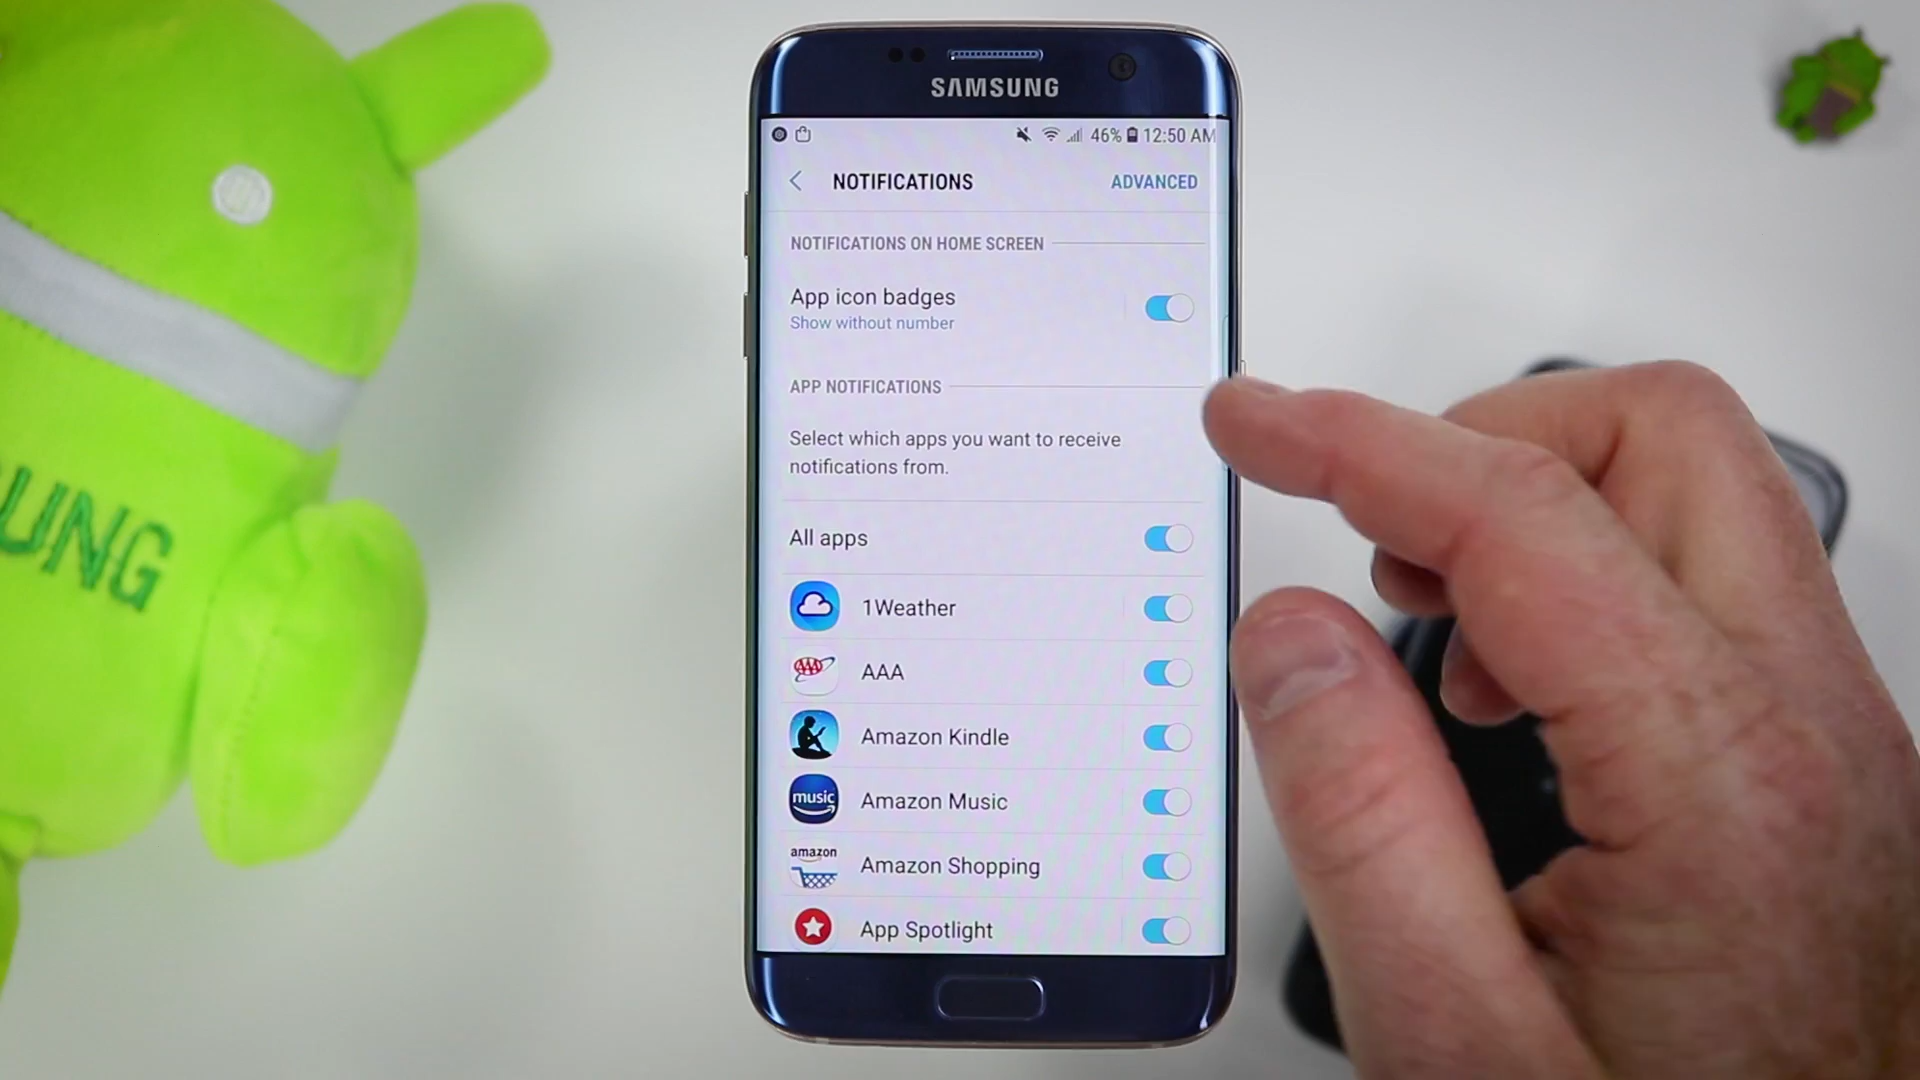 SAMSUNG
46% 12:50 AM
NOTIFICATIONS ADVANCED
NOTIFICATIONS ON HOME SCREEN
App icon badges
Show without number
APP NOTIFICATIONS
Select which apps you want to receive
notifications from.
All apps
1Weather
AAA
AAA
Amazon Kindle
music
Amazon Music
amazon
Amazon Shopping
App Spotlight
UNG